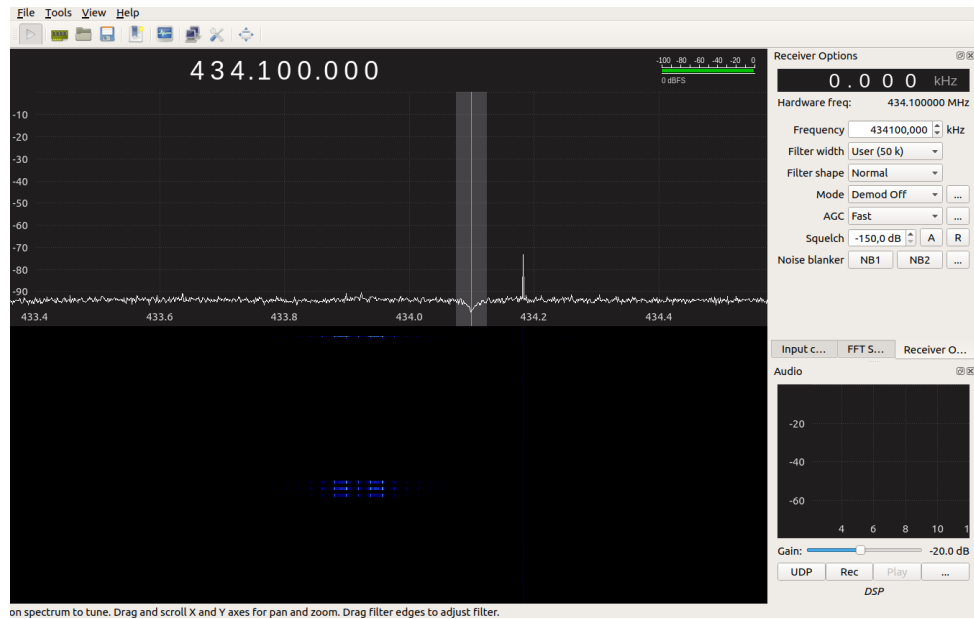 File Tools View Help
434.100.000
-100 -80 -60 -40 -20 0
0 dBFS
-10
-20
-30
-40
-50
-60
-70
-80
-90
433.4 433.6 433.8 434.0 434.2 434.4
Receiver Options
0.000 kHz
Hardware freq: 434.100000 MHz
Frequency 434100,000 kHz
Filter width User (50 k)
Filter shape Normal
Mode Demod Off ...
AGC Fast ...
Squelch -150,0 dB A R
Noise blanker NB1 NB2 ...
Input c... FFT S... Receiver O...
Audio
-20
-40
-60
4 6 8 10 1
Gain: -20.0 dB
UDP Rec Play ...
DSP
on spectrum to tune. Drag and scroll X and Y axes for pan and zoom. Drag filter edges to adjust filter.